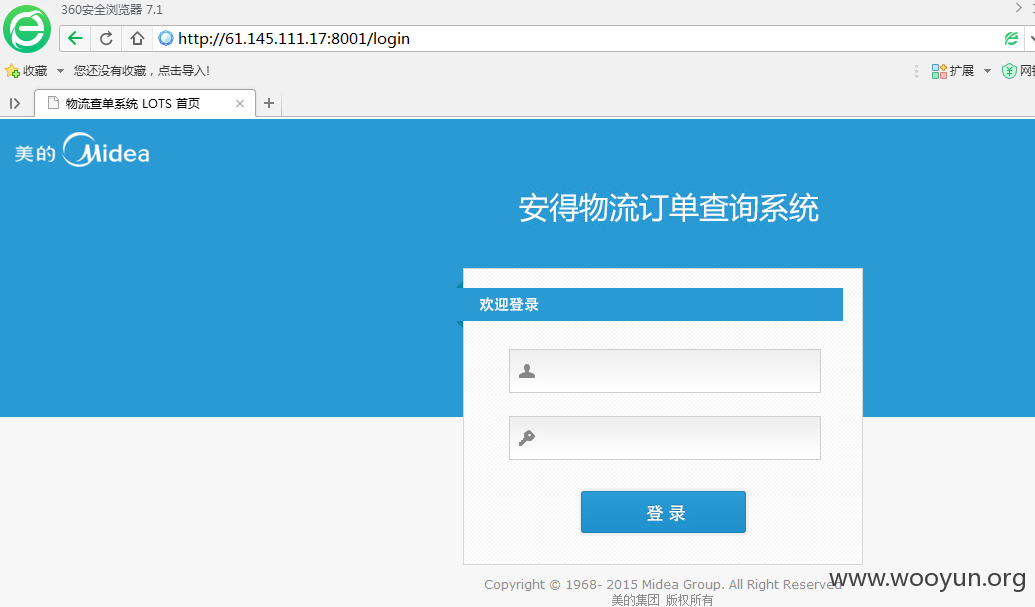 360安全浏览器 7.1
http://61.145.111.17:8001/login
收藏 您还没有收藏，点击导入! 扩展 网银
物流查单系统 LOTS 首页
美的 Midea
安得物流订单查询系统
欢迎登录
登 录
www.wooyun.org
Copyright © 1968- 2015 Midea Group. All Right Reserved
美的集团 版权所有